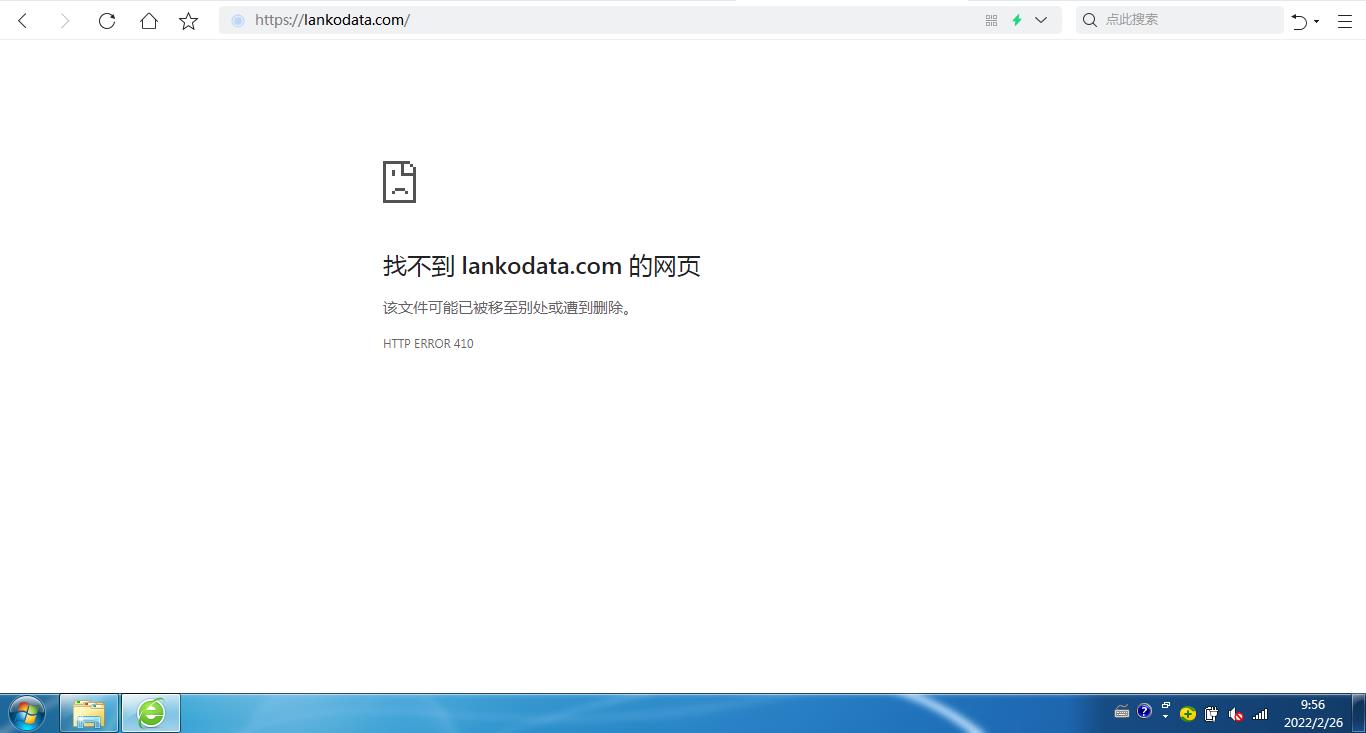 https://lankodata.com/
点此搜索
找不到 lankodata.com 的网页
该文件可能已被移至别处或遭到删除。
HTTP ERROR 410
9:56
2022/2/26